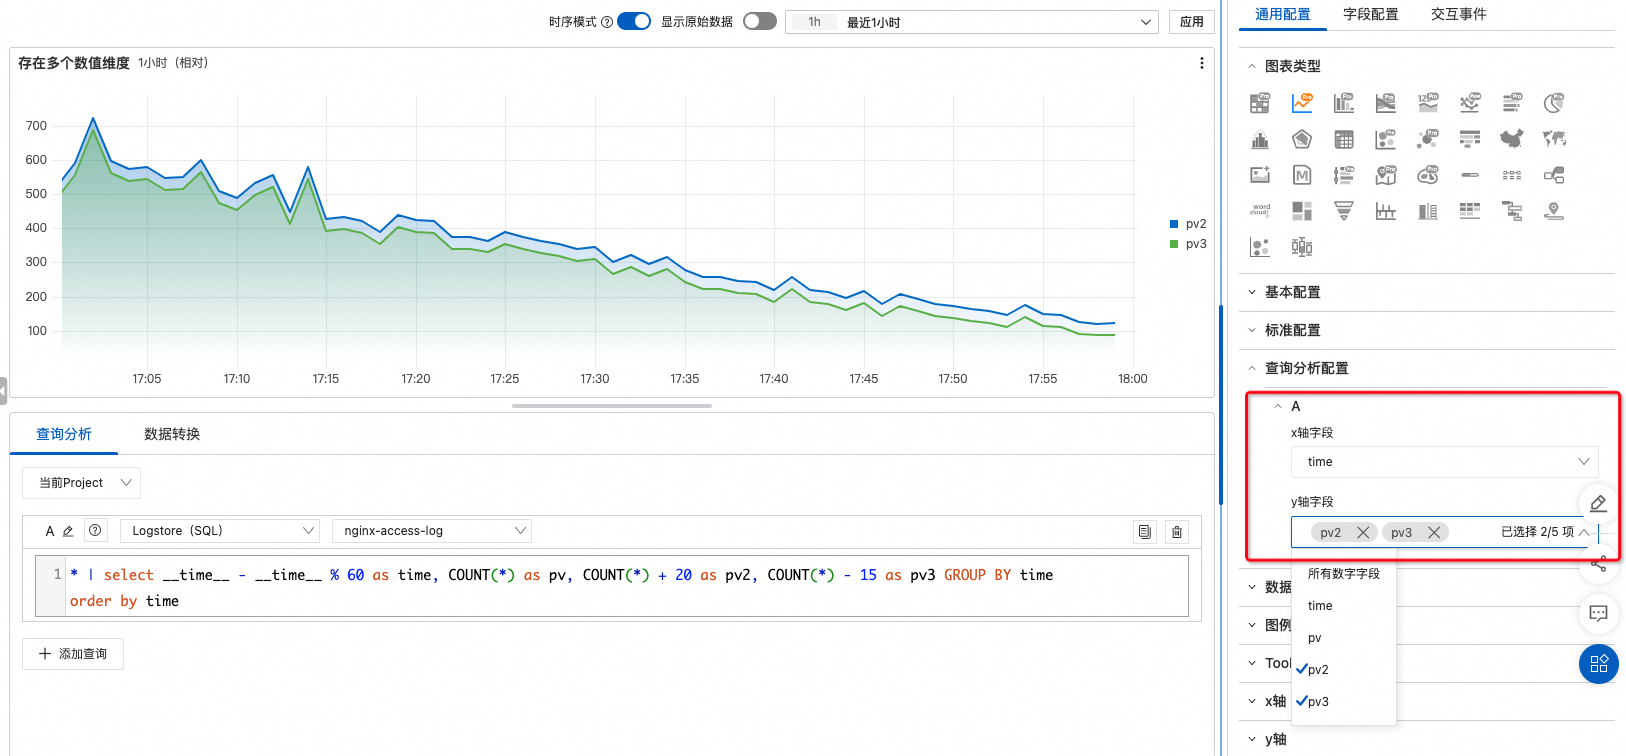 时序模式
显示原始数据
1h 最近1小时
应用
存在多个数值维度 1小时（相对）
700
600
500
400
300
200
100
17:05
17:10
17:15
17:20
17:25
17:30
17:35
17:40
17:45
17:50
17:55
18:00
pv2
pv3
查询分析
数据转换
当前Project
A
Logstore（SQL）
nginx-access-log
1
* | select __time__ - __time__ % 60 as time, COUNT(*) as pv, COUNT(*) + 20 as pv2, COUNT(*) - 15 as pv3 GROUP BY time
order by time
添加查询
通用配置
字段配置
交互事件
图表类型
word
cloud
基本配置
标准配置
查询分析配置
A
x轴字段
time
y轴字段
pv2
pv3
已选择 2/5 项
所有数字字段
time
pv
pv2
pv3
数据
图例
Tool
x轴
y轴